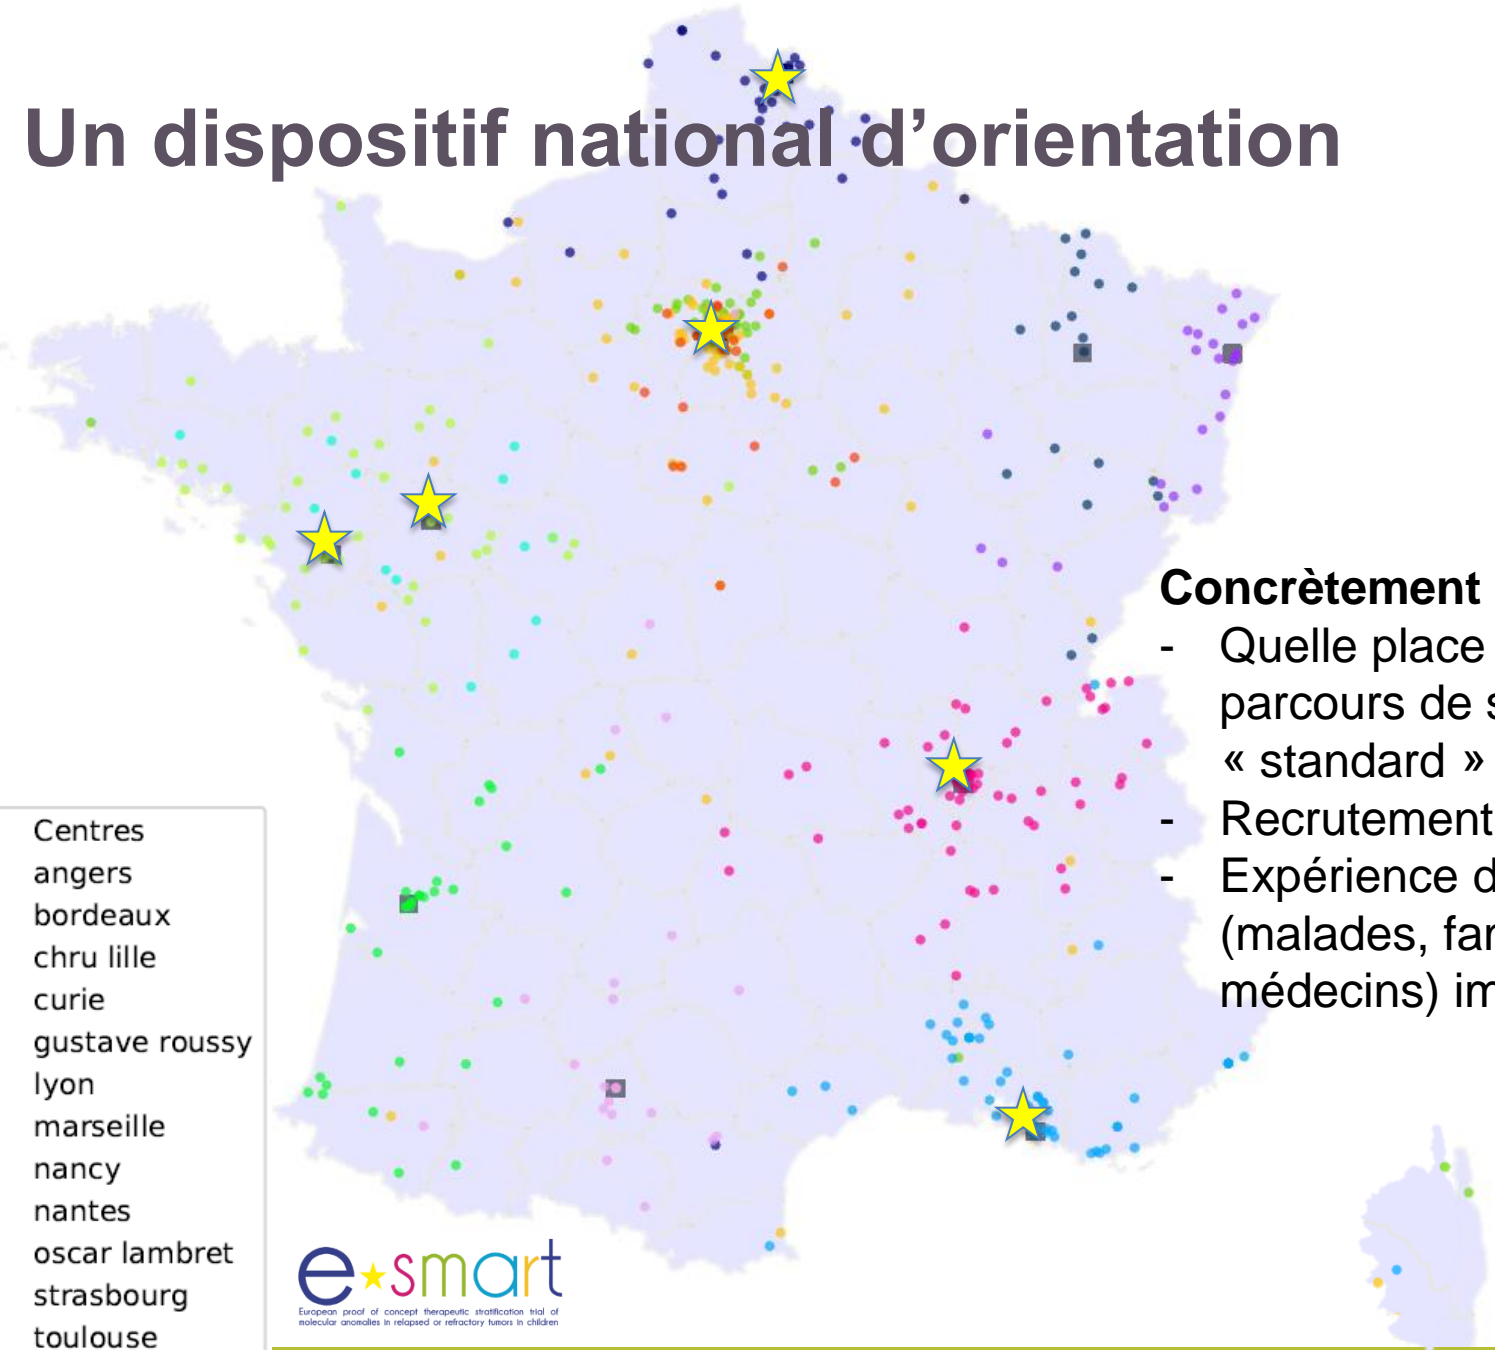 Un dispositif national d’orientation
Concrètement
- Quelle place
parcours de s
« standard »
- Recrutement
- Expérience d
(malades, far
médecins) im
Centres
angers
bordeaux
chru lille
curie
gustave roussy
lyon
marseille
nancy
nantes
oscar lambret
strasbourg
toulouse
e smart
European proof of concept therapeutic stratification trial of
molecular anomalies in relapsed or refractory tumors in children